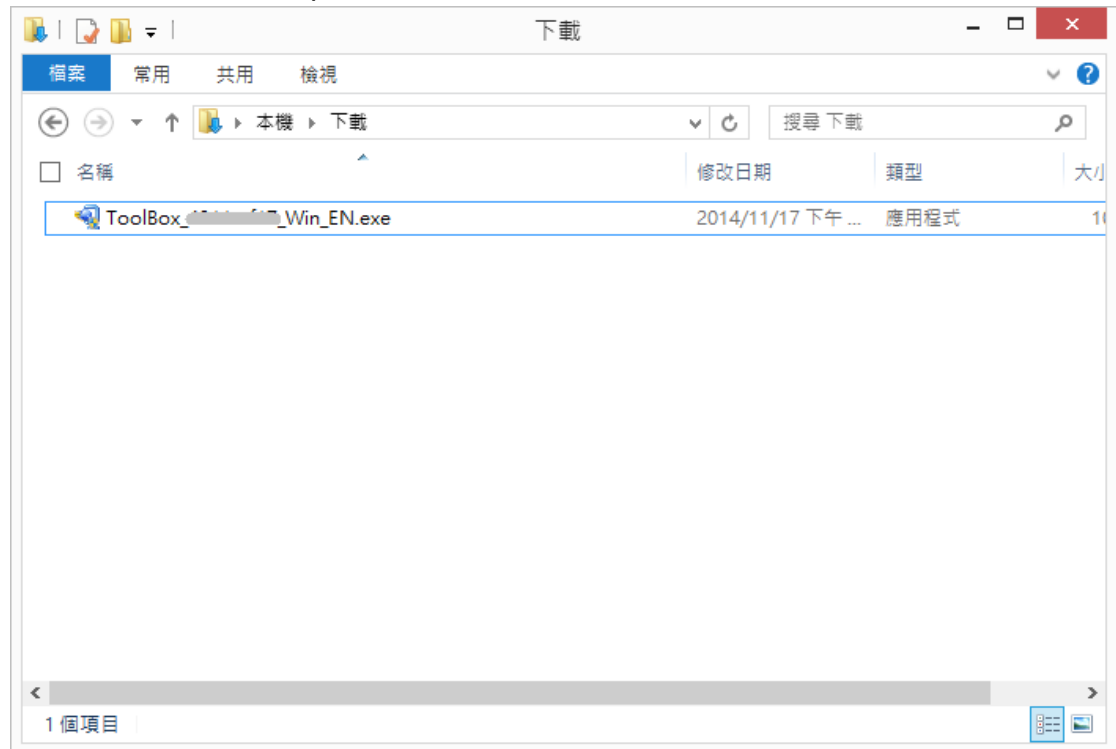 下載
檔案 常用 共用 檢視
本機 下載 搜尋 下載
名稱 修改日期 類型 大小
ToolBox_ _Win_EN.exe 2014/11/17 下午 ... 應用程式
1 個項目